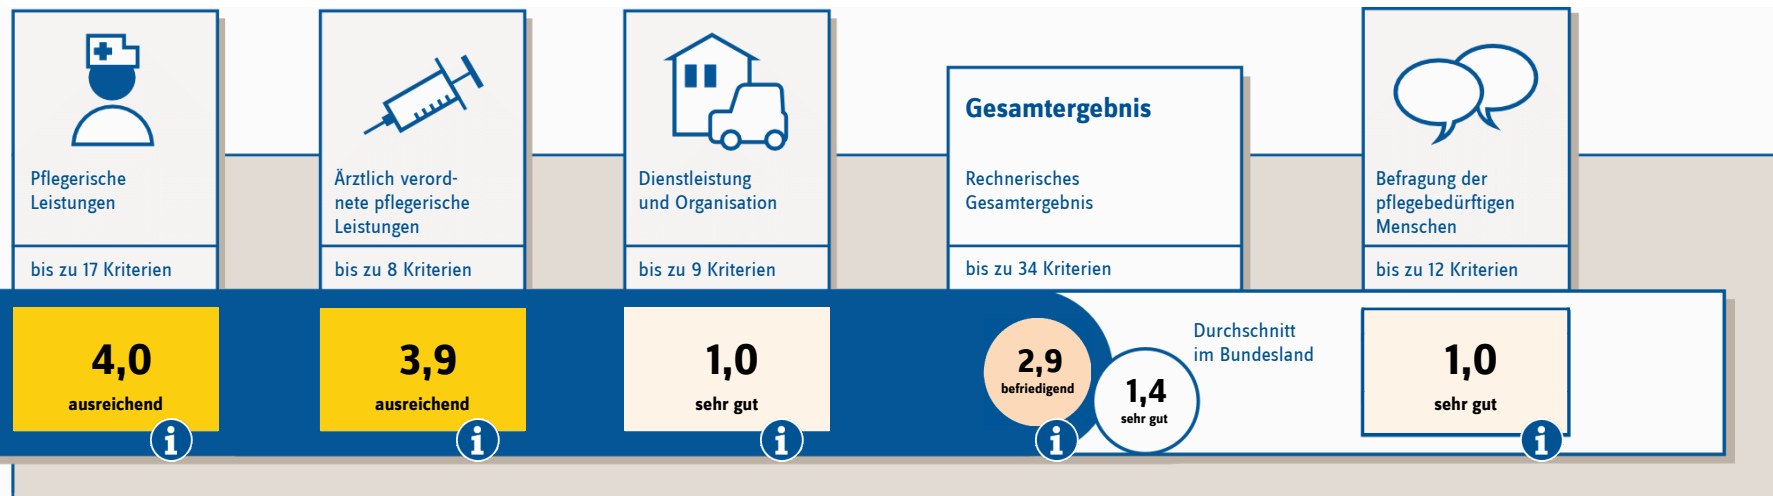 Pflegerische
Leistungen
bis zu 17 Kriterien
4,0
ausreichend
i
Ärztlich verord-
nete pflegerische
Leistungen
bis zu 8 Kriterien
3,9
ausreichend
i
Dienstleistung
und Organisation
bis zu 9 Kriterien
1,0
sehr gut
i
Gesamtergebnis
Rechnerisches
Gesamtergebnis
bis zu 34 Kriterien
2,9
befriedigend
i
Durchschnitt
im Bundesland
1,4
sehr gut
Befragung der
pflegebedürftigen
Menschen
bis zu 12 Kriterien
1,0
sehr gut
i